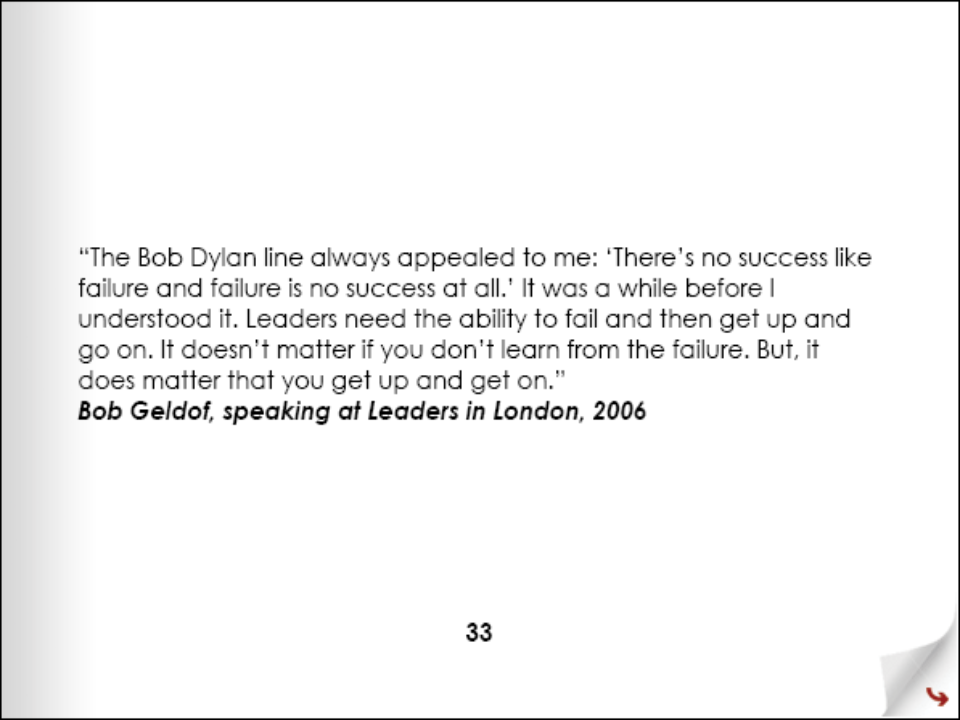 “The Bob Dylan line always appealed to me: ‘There’s no success like
failure and failure is no success at all.’ It was a while before I
understood it. Leaders need the ability to fail and then get up and
go on. It doesn’t matter if you don’t learn from the failure. But, it
does matter that you get up and get on.”
Bob Geldof, speaking at Leaders in London, 2006
33